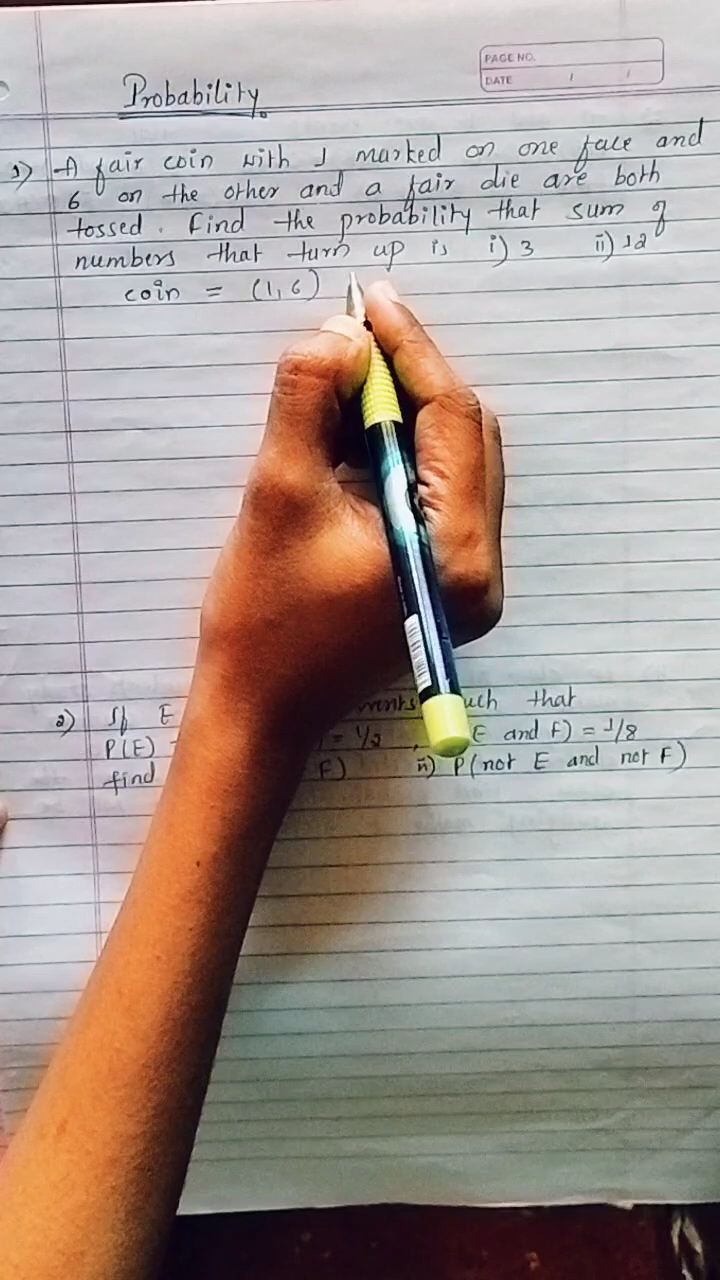 PAGE NO.
DATE / /
Probability
1) A fair coin with 1 marked on one face and
6 on the other and a fair die are both
tossed. Find the probability that sum of
numbers that turn up is i) 3 ii) 12
coin = (1, 6)
2) If E uch that
P(E) = 1/2 , E and F) = 1/8
find F) ii) P(not E and not F)